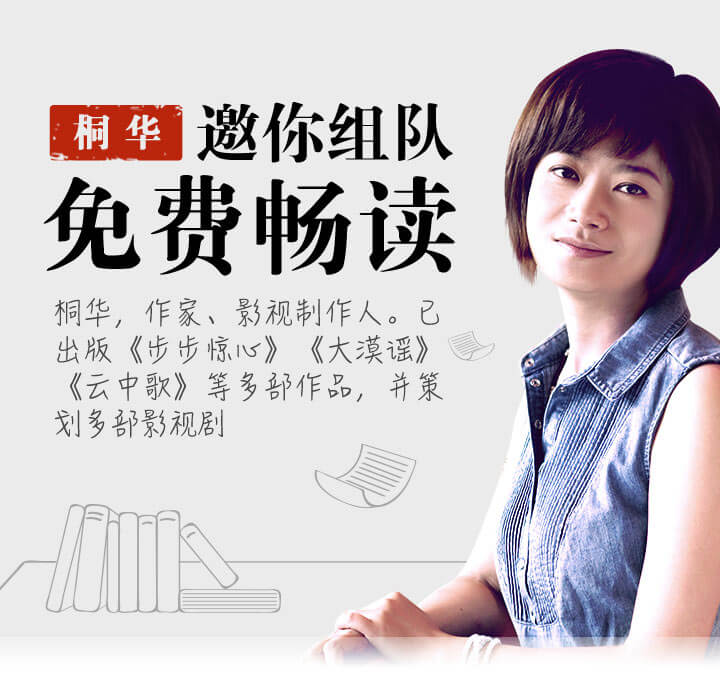 桐华 邀你组队
免费畅读
桐华，作家、影视制作人。已
出版《步步惊心》《大漠谣》
《云中歌》等多部作品，并策
划多部影视剧